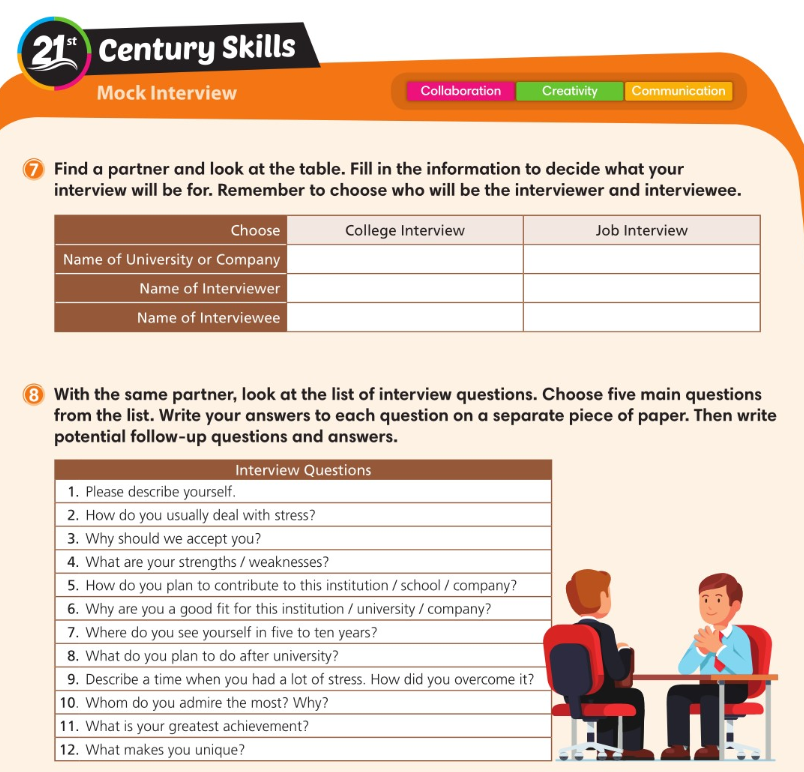 21st Century Skills
Mock Interview
Collaboration Creativity Communication
7 Find a partner and look at the table. Fill in the information to decide what your
interview will be for. Remember to choose who will be the interviewer and interviewee.
Choose College Interview Job Interview
Name of University or Company
Name of Interviewer
Name of Interviewee
8 With the same partner, look at the list of interview questions. Choose five main questions
from the list. Write your answers to each question on a separate piece of paper. Then write
potential follow-up questions and answers.
Interview Questions
1. Please describe yourself.
2. How do you usually deal with stress?
3. Why should we accept you?
4. What are your strengths / weaknesses?
5. How do you plan to contribute to this institution / school / company?
6. Why are you a good fit for this institution / university / company?
7. Where do you see yourself in five to ten years?
8. What do you plan to do after university?
9. Describe a time when you had a lot of stress. How did you overcome it?
10. Whom do you admire the most? Why?
11. What is your greatest achievement?
12. What makes you unique?